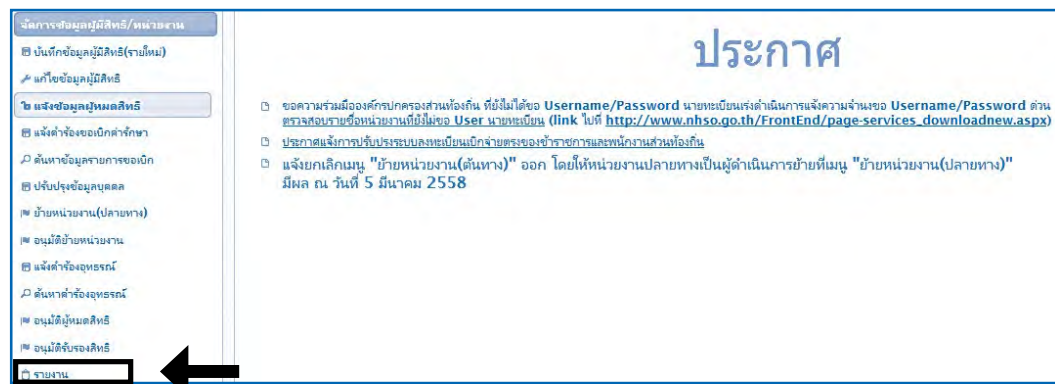 จัดการข้อมูลผู้มีสิทธิ/หน่วยงาน
บันทึกข้อมูลผู้มีสิทธิ(รายใหม่)
แก้ไขข้อมูลผู้มีสิทธิ
แจ้งข้อมูลผู้หมดสิทธิ
แจ้งคำร้องขอเบิกค่ารักษา
ค้นหาข้อมูลรายการขอเบิก
ปรับปรุงข้อมูลบุคคล
ย้ายหน่วยงาน(ปลายทาง)
อนุมัติย้ายหน่วยงาน
แจ้งคำร้องอุทธรณ์
ค้นหาคำร้องอุทธรณ์
อนุมัติผู้หมดสิทธิ
อนุมัติรับรองสิทธิ
รายงาน
ประกาศ
ขอความร่วมมือองค์กรปกครองส่วนท้องถิ่น ที่ยังไม่ได้ขอ Username/Password นายทะเบียนเร่งดำเนินการแจ้งความจำนงขอ Username/Password ด่วน
ตรวจสอบรายชื่อหน่วยงานที่ยังไม่ขอ User นายทะเบียน (link ไปที่ http://www.nhso.go.th/FrontEnd/page-services_downloadnew.aspx)
ประกาศแจ้งการปรับปรุงระบบลงทะเบียนเบิกจ่ายตรงของข้าราชการและพนักงานส่วนท้องถิ่น
แจ้งยกเลิกเมนู "ย้ายหน่วยงาน(ต้นทาง)" ออก โดยให้หน่วยงานปลายทางเป็นผู้ดำเนินการย้ายที่เมนู "ย้ายหน่วยงาน(ปลายทาง)"
มีผล ณ วันที่ 5 มีนาคม 2558